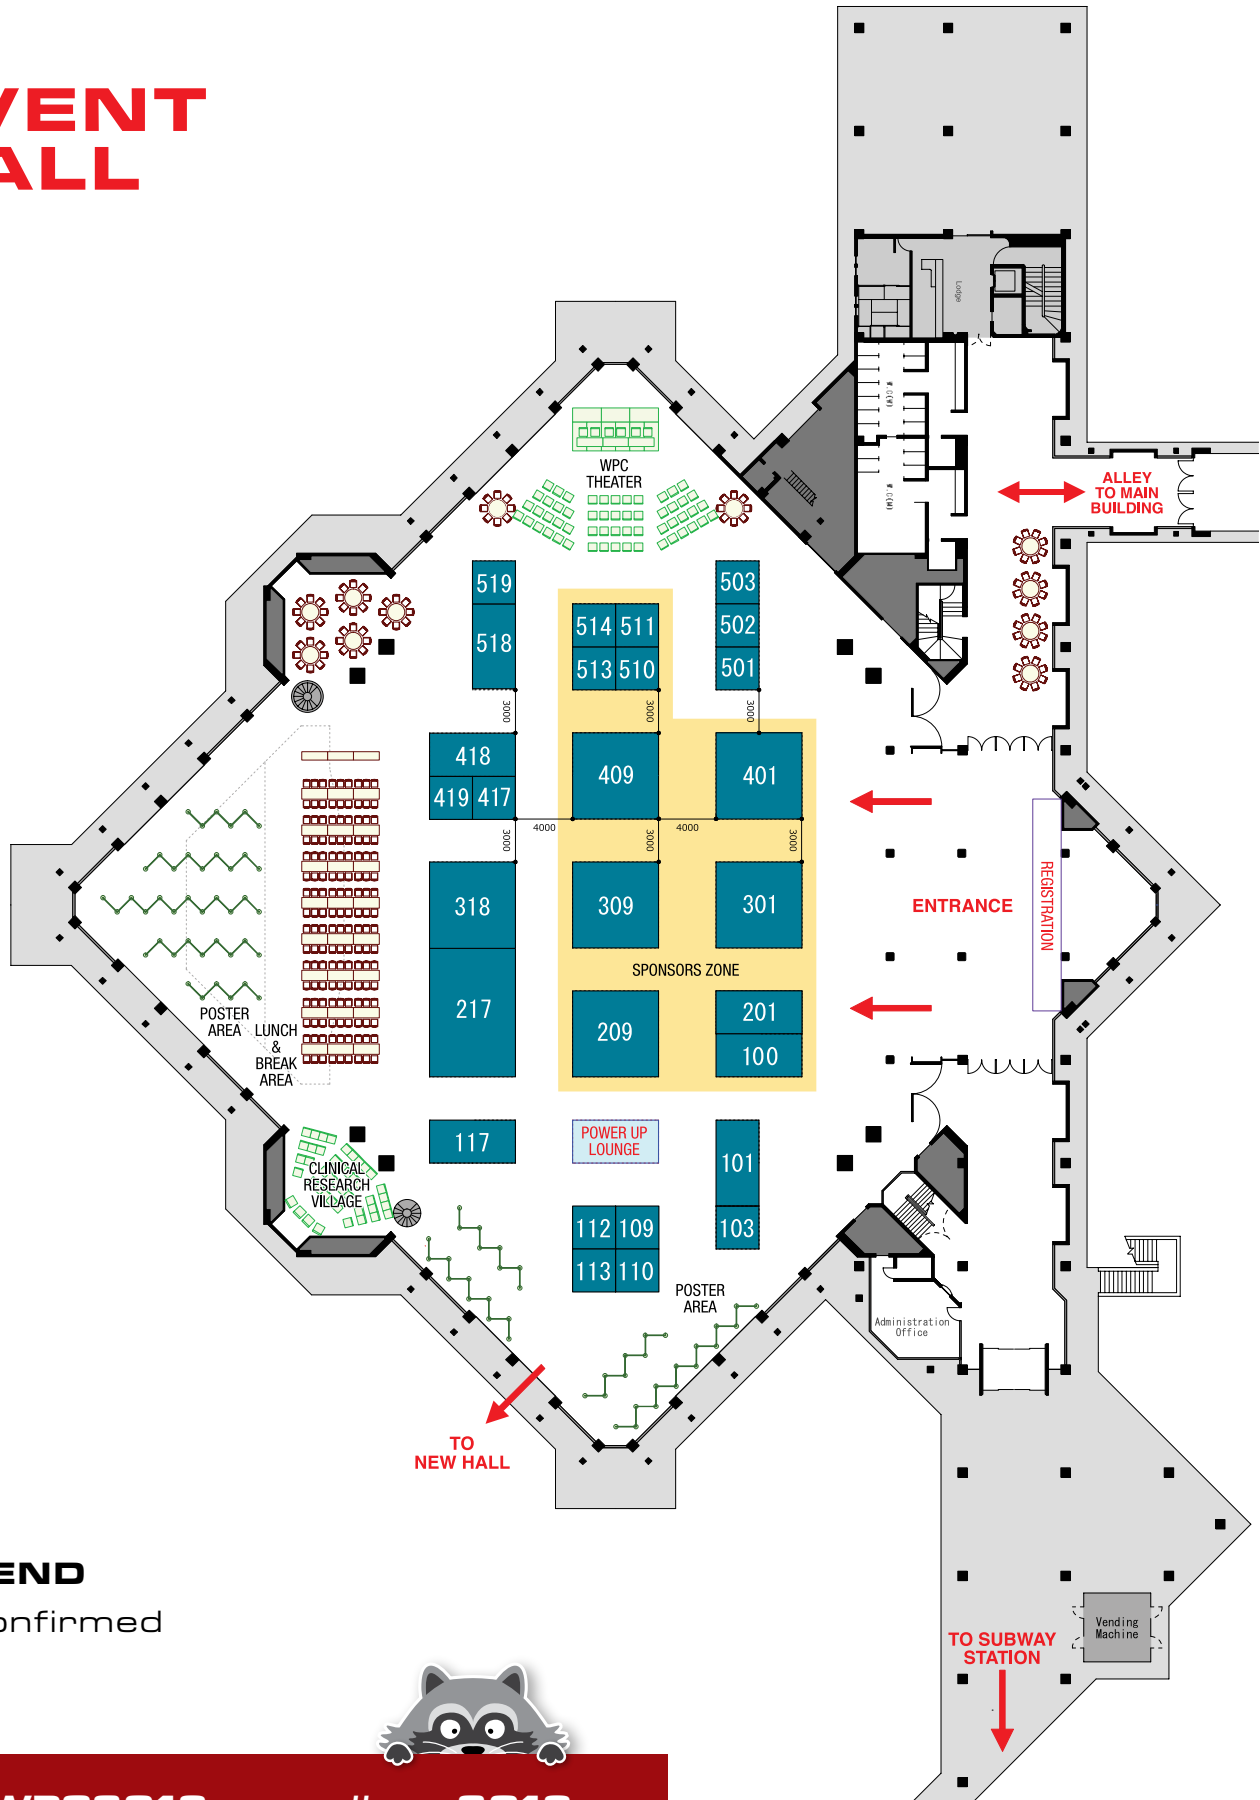 VENT
ALL
Lodge
W.C(W)
W.C(M)
ALLEY
TO MAIN
BUILDING
WPC
THEATER
519
518
514
511
513
510
503
502
501
3000
3000
3000
418
419
417
409
401
4000
4000
3000
3000
3000
318
309
301
ENTRANCE
REGISTRATION
SPONSORS ZONE
217
209
201
100
POSTER
AREA
LUNCH
&
BREAK
AREA
117
POWER UP
LOUNGE
101
103
CLINICAL
RESEARCH
VILLAGE
112
109
113
110
POSTER
AREA
Administration
Office
TO
NEW HALL
END
onfirmed
Vending
Machine
TO SUBWAY
STATION